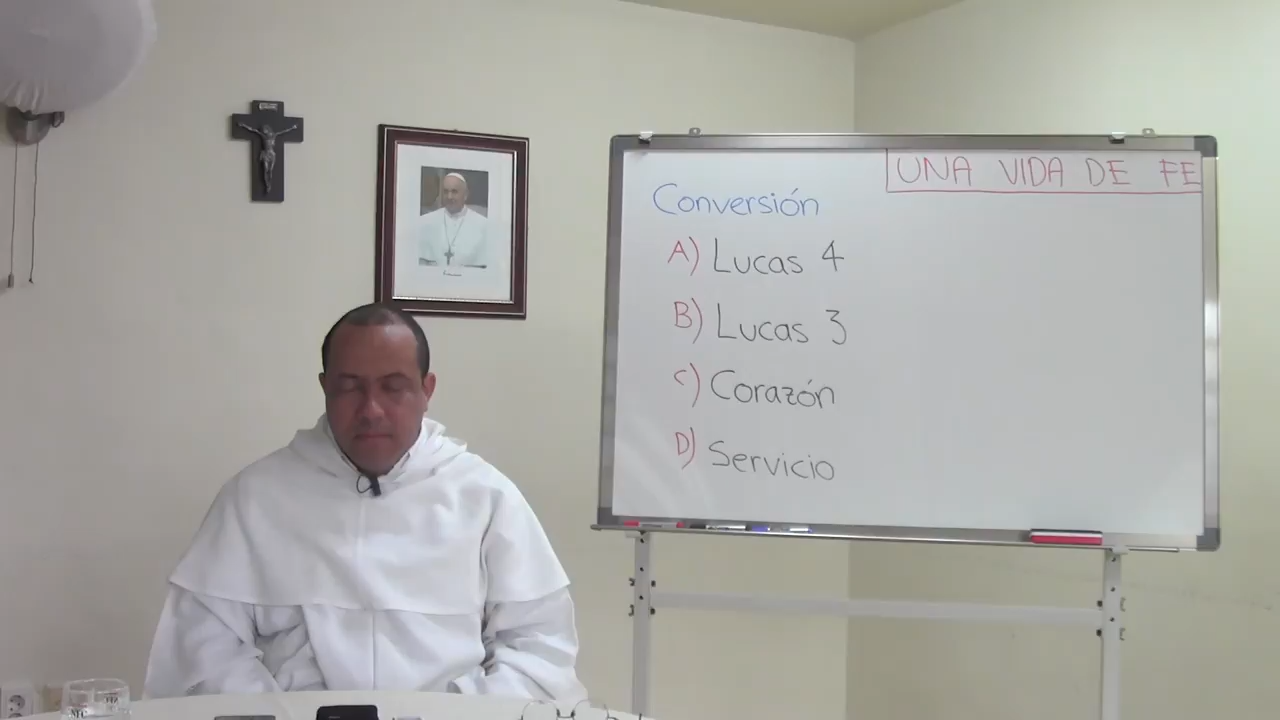 UNA VIDA DE FE
Conversión
A) Lucas 4
B) Lucas 3
C) Corazón
D) Servicio